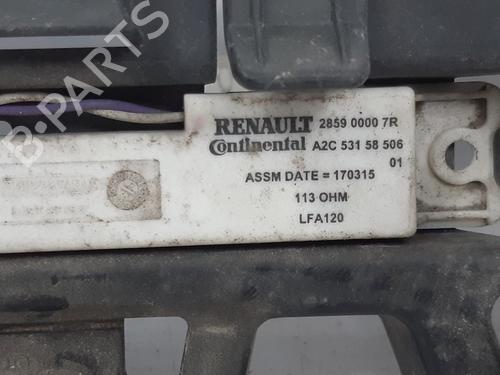 RENAULT 2859 0000 7R
Continental A2C 531 58 506
01
ASSM DATE = 170315
113 OHM
LFA120
B-PARTS